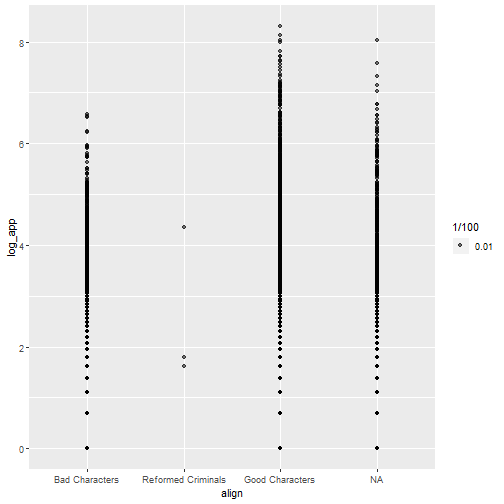 8
6
4
2
0
log_app
Bad Characters
Reformed Criminals
Good Characters
NA
align
1/100
0.01